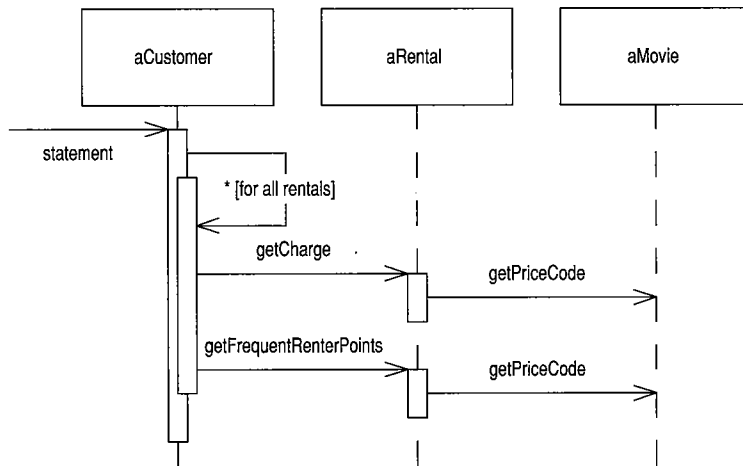 aCustomer
aRental
aMovie
statement
* [for all rentals]
getCharge
getPriceCode
getFrequentRenterPoints
getPriceCode